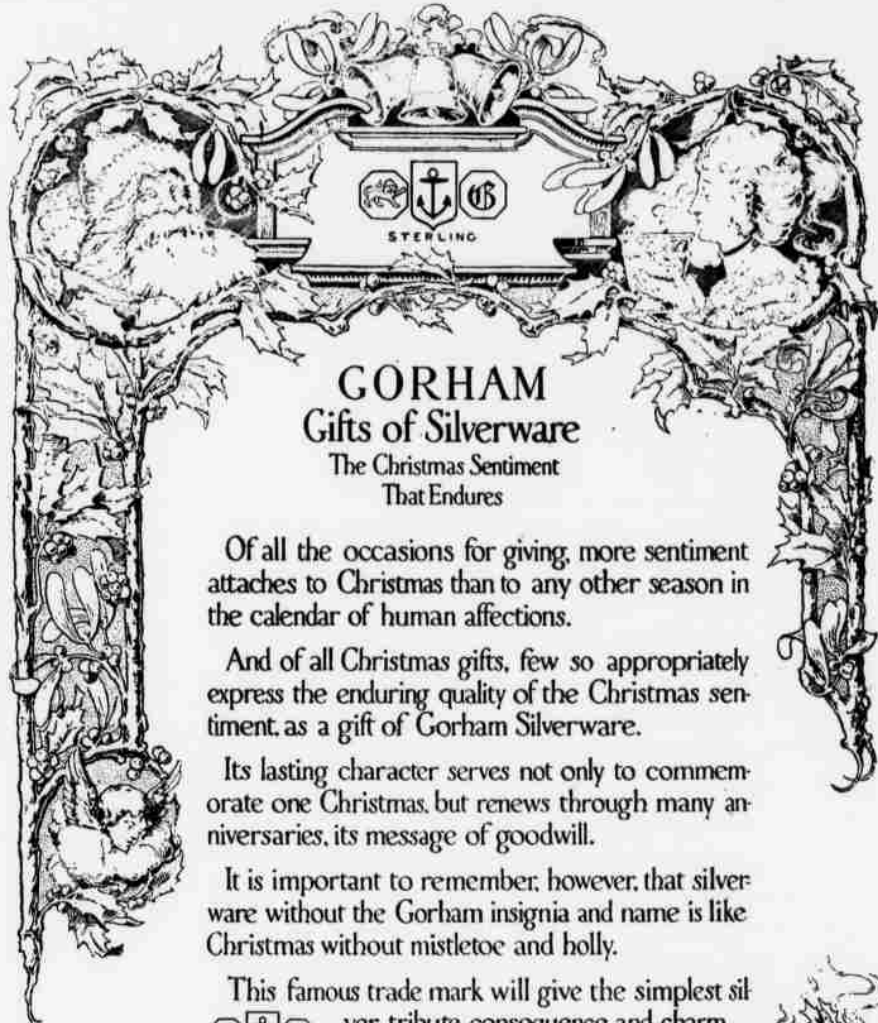 G
STERLING
GORHAM
Gifts of Silverware
The Christmas Sentiment
That Endures
Of all the occasions for giving, more sentiment
attaches to Christmas than to any other season in
the calendar of human affections.
And of all Christmas gifts, few so appropriately
express the enduring quality of the Christmas sen-
timent, as a gift of Gorham Silverware.
Its lasting character serves not only to commem-
orate one Christmas, but renews through many an-
niversaries, its message of goodwill.
It is important to remember, however, that silver-
ware without the Gorham insignia and name is like
Christmas without mistletoe and holly.
This famous trade mark will give the simplest sil-
ver tribute consequence and charm